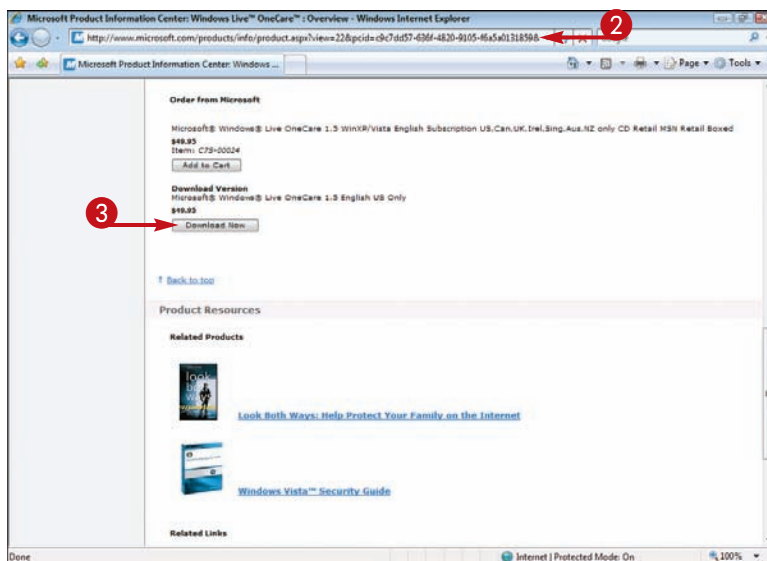 Microsoft Product Information Center: Windows Live™ OneCare™ : Overview - Windows Internet Explorer
2
http://www.microsoft.com/products/info/product.aspx?view=22&pcid=c9c7dd57-636f-4820-9105-f6a5a0131859&
Microsoft Product Information Center: Windows ...
Page
Tools
Order from Microsoft
Microsoft® Windows® Live OneCare 1.5 WinXP/Vista English Subscription US,Can,UK,Irel,Sing,Aus,NZ only CD Retail MSN Retail Boxed
$49.95
Item: C7S-00024
Add to Cart
Download Version
Microsoft® Windows® Live OneCare 1.5 English US Only
$49.95
3
Download Now
↑ Back to top
Product Resources
Related Products
look
both
ways
Look Both Ways: Help Protect Your Family on the Internet
Windows Vista™ Security Guide
Related Links
Done
Internet | Protected Mode: On
100%